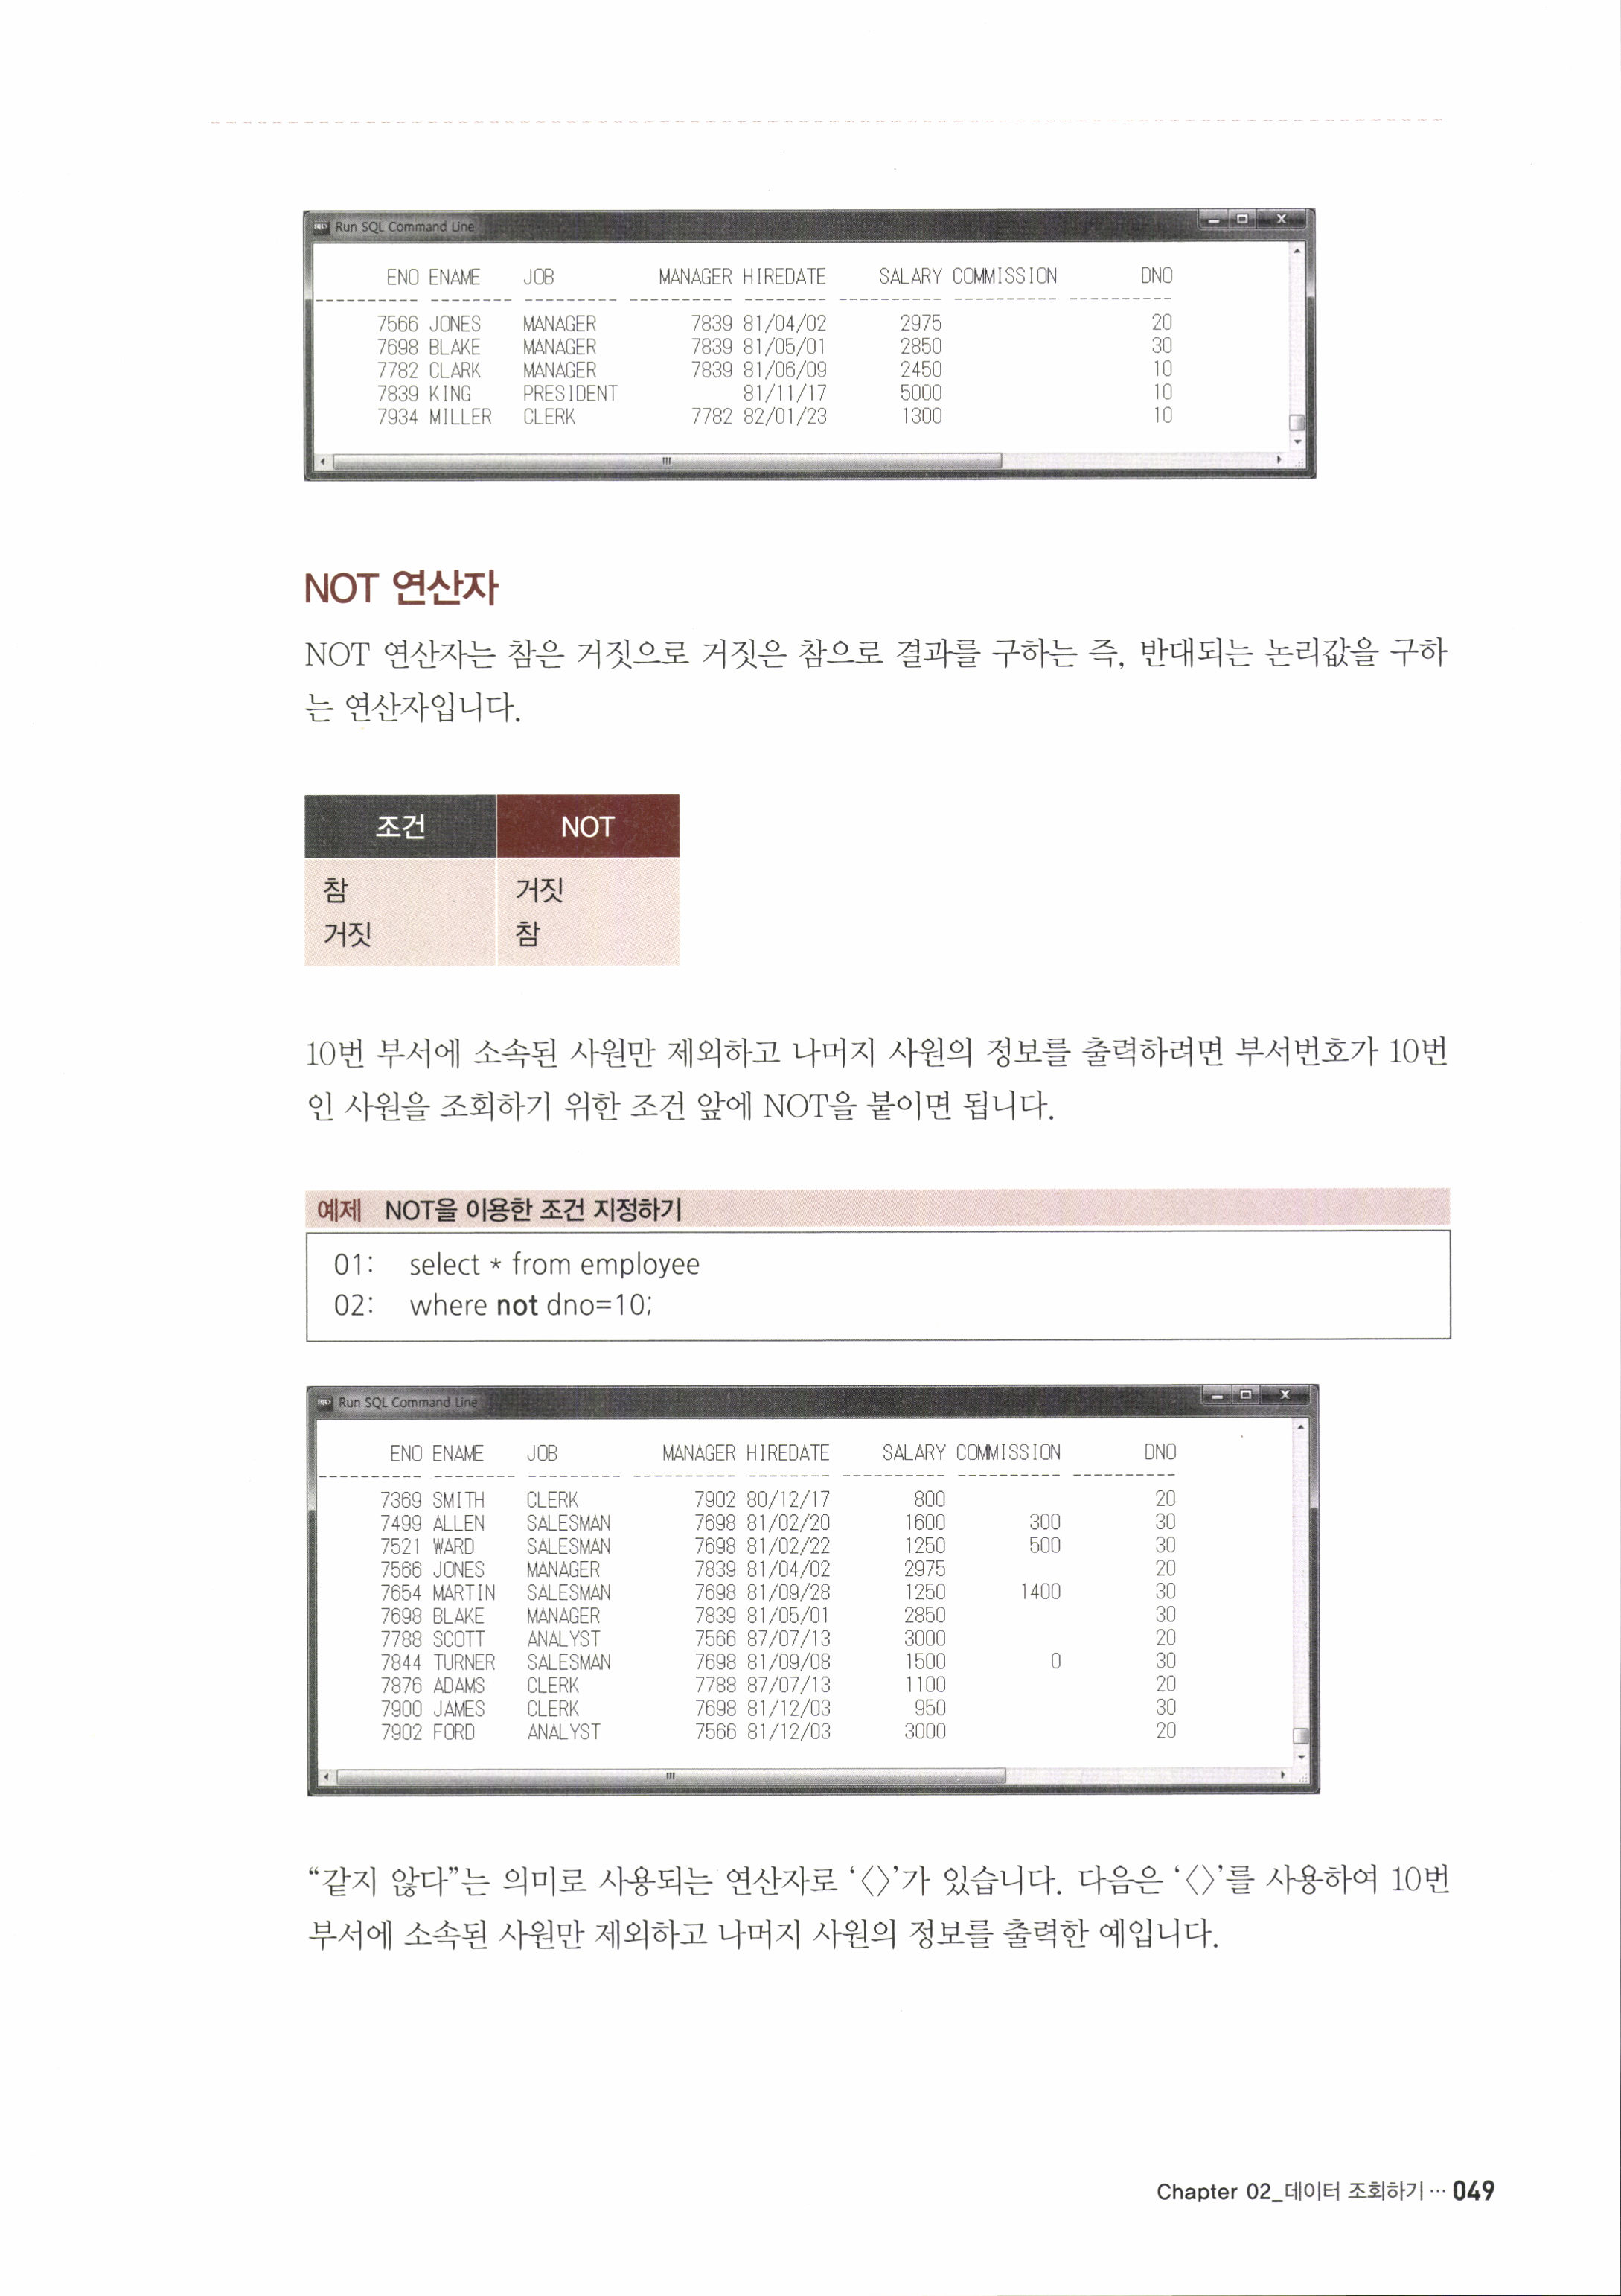 Run SQL Command Line
ENO ENAME JOB MANAGER HIREDATE SALARY COMMISSION DNO
7566 JONES MANAGER 7839 81/04/02 2975 20
7698 BLAKE MANAGER 7839 81/05/01 2850 30
7782 CLARK MANAGER 7839 81/06/09 2450 10
7839 KING PRESIDENT 81/11/17 5000 10
7934 MILLER CLERK 7782 82/01/23 1300 10
NOT 연산자
NOT 연산자는 참은 거짓으로 거짓은 참으로 결과를 구하는 즉, 반대되는 논리값을 구하
는 연산자입니다.
조건 NOT
참 거짓
거짓 참
10번 부서에 소속된 사원만 제외하고 나머지 사원의 정보를 출력하려면 부서번호가 10번
인 사원을 조회하기 위한 조건 앞에 NOT을 붙이면 됩니다.
예제 NOT을 이용한 조건 지정하기
01: select * from employee
02: where not dno=10;
Run SQL Command Line
ENO ENAME JOB MANAGER HIREDATE SALARY COMMISSION DNO
7369 SMITH CLERK 7902 80/12/17 800 20
7499 ALLEN SALESMAN 7698 81/02/20 1600 300 30
7521 WARD SALESMAN 7698 81/02/22 1250 500 30
7566 JONES MANAGER 7839 81/04/02 2975 20
7654 MARTIN SALESMAN 7698 81/09/28 1250 1400 30
7698 BLAKE MANAGER 7839 81/05/01 2850 30
7788 SCOTT ANALYST 7566 87/07/13 3000 20
7844 TURNER SALESMAN 7698 81/09/08 1500 0 30
7876 ADAMS CLERK 7788 87/07/13 1100 20
7900 JAMES CLERK 7698 81/12/03 950 30
7902 FORD ANALYST 7566 81/12/03 3000 20
“같지 않다”는 의미로 사용되는 연산자로 ‘<>’가 있습니다. 다음은 ‘<>’를 사용하여 10번
부서에 소속된 사원만 제외하고 나머지 사원의 정보를 출력한 예입니다.
Chapter 02_데이터 조회하기 … 049